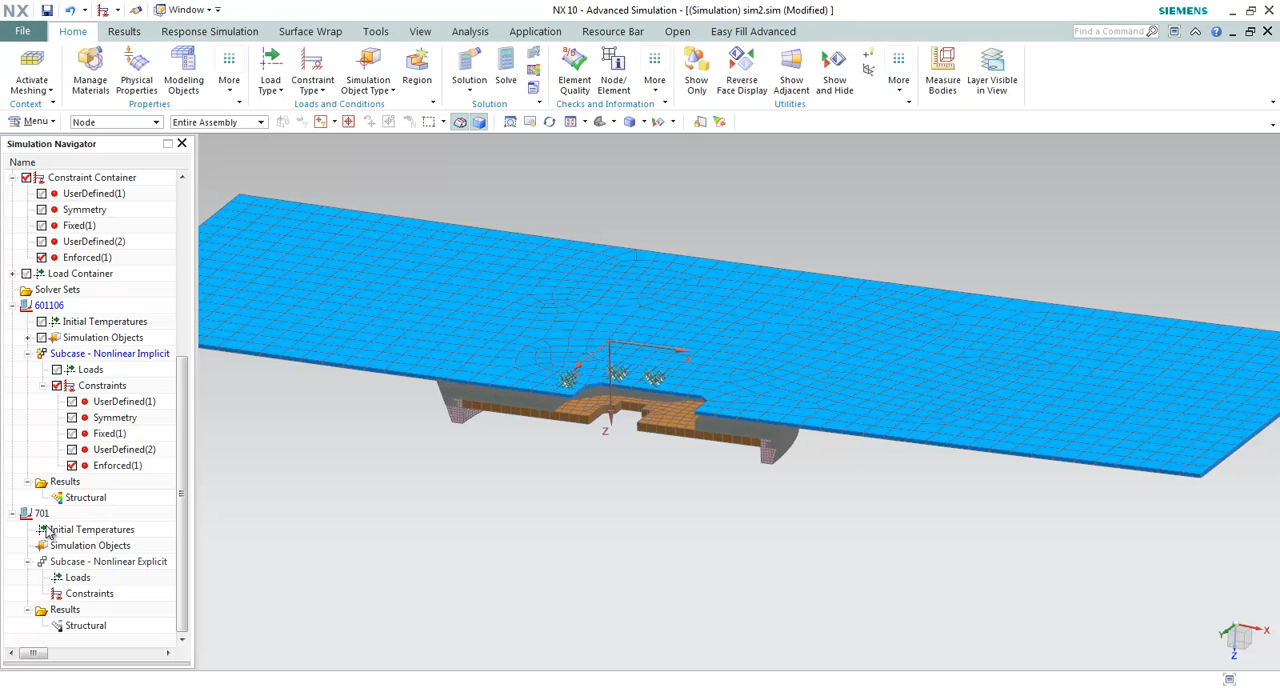 NX Window NX 10 - Advanced Simulation - [(Simulation) sim2.sim (Modified) ] SIEMENS
File Home Results Response Simulation Surface Wrap Tools View Analysis Application Resource Bar Open Easy Fill Advanced Find a Command
Activate Meshing Manage Materials Physical Properties Modeling Objects More Load Type Constraint Type Simulation Object Type Region Solution Solve Element Quality Node/ Element More Show Only Reverse Face Display Show Adjacent Show and Hide More Measure Bodies Layer Visible in View
Context Properties Loads and Conditions Solution Checks and Information Utilities
Menu Node Entire Assembly
Simulation Navigator
Name
Constraint Container
UserDefined(1)
Symmetry
Fixed(1)
UserDefined(2)
Enforced(1)
Load Container
Solver Sets
601106
Initial Temperatures
Simulation Objects
Subcase - Nonlinear Implicit
Loads
Constraints
UserDefined(1)
Symmetry
Fixed(1)
UserDefined(2)
Enforced(1)
Results
Structural
701
Initial Temperatures
Simulation Objects
Subcase - Nonlinear Explicit
Loads
Constraints
Results
Structural
Z
X
Y
Z